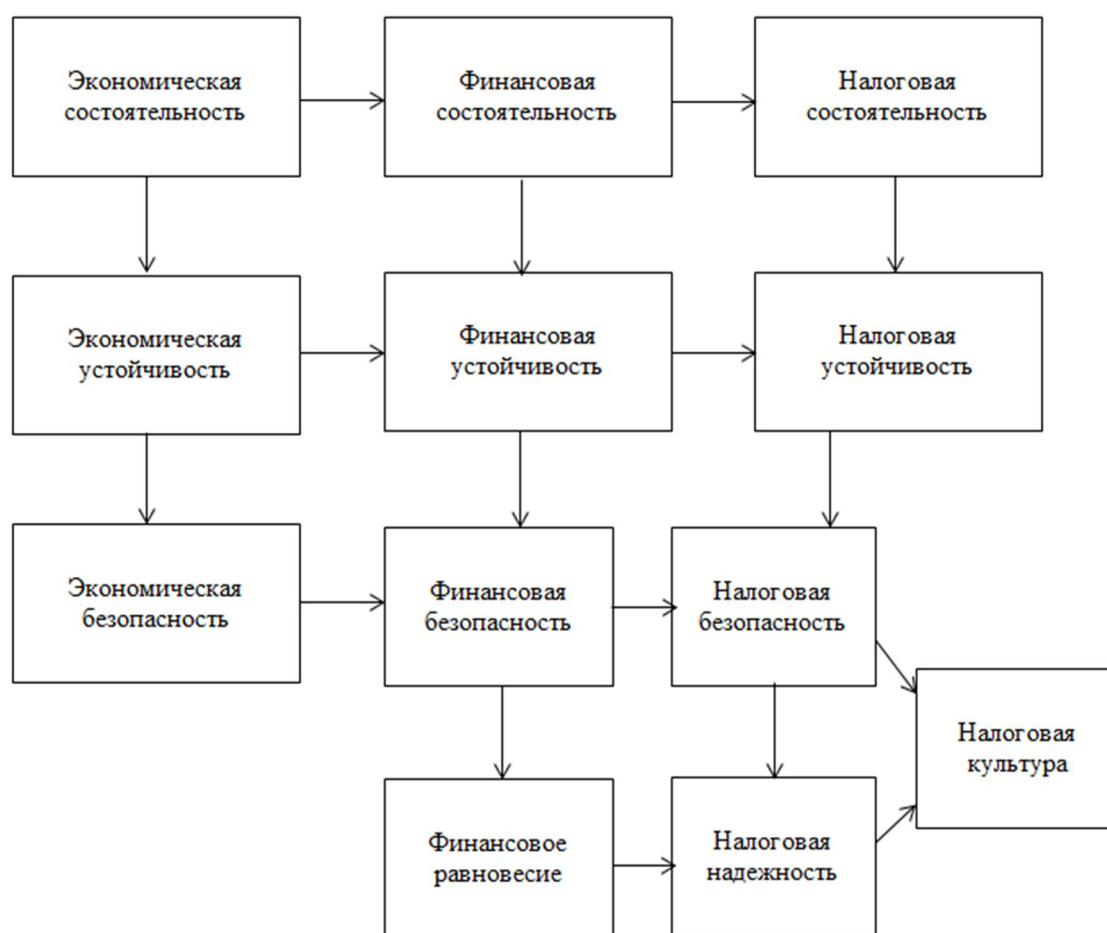 Экономическая
состоятельность
Финансовая
состоятельность
Налоговая
состоятельность
Экономическая
устойчивость
Финансовая
устойчивость
Налоговая
устойчивость
Экономическая
безопасность
Финансовая
безопасность
Налоговая
безопасность
Налоговая
культура
Финансовое
равновесие
Налоговая
надежность